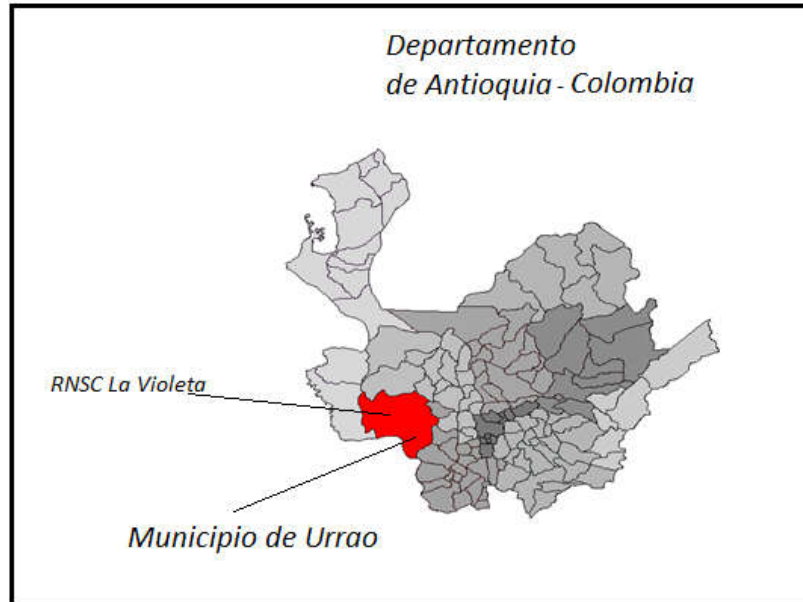 Departamento
de Antioquia - Colombia
RNSC La Violeta
Municipio de Urrao